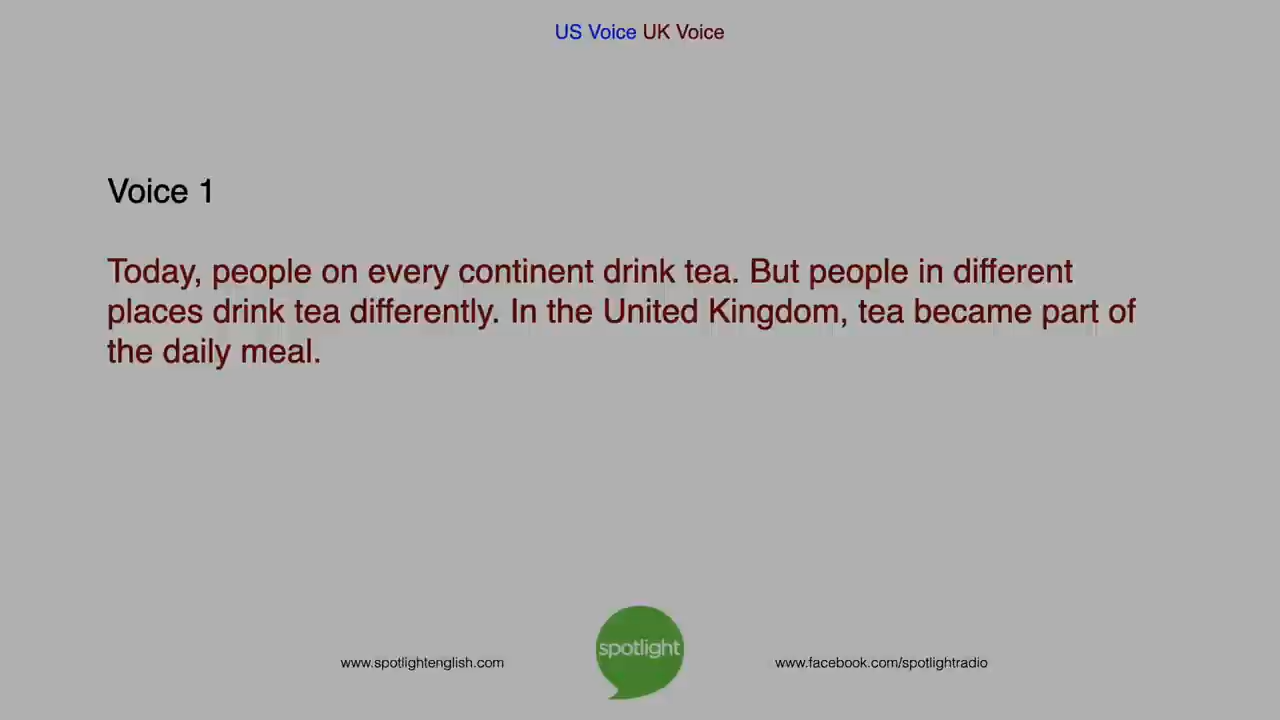 US Voice UK Voice
Voice 1
Today, people on every continent drink tea. But people in different
places drink tea differently. In the United Kingdom, tea became part of
the daily meal.
spotlight
www.spotlightenglish.com
www.facebook.com/spotlightradio